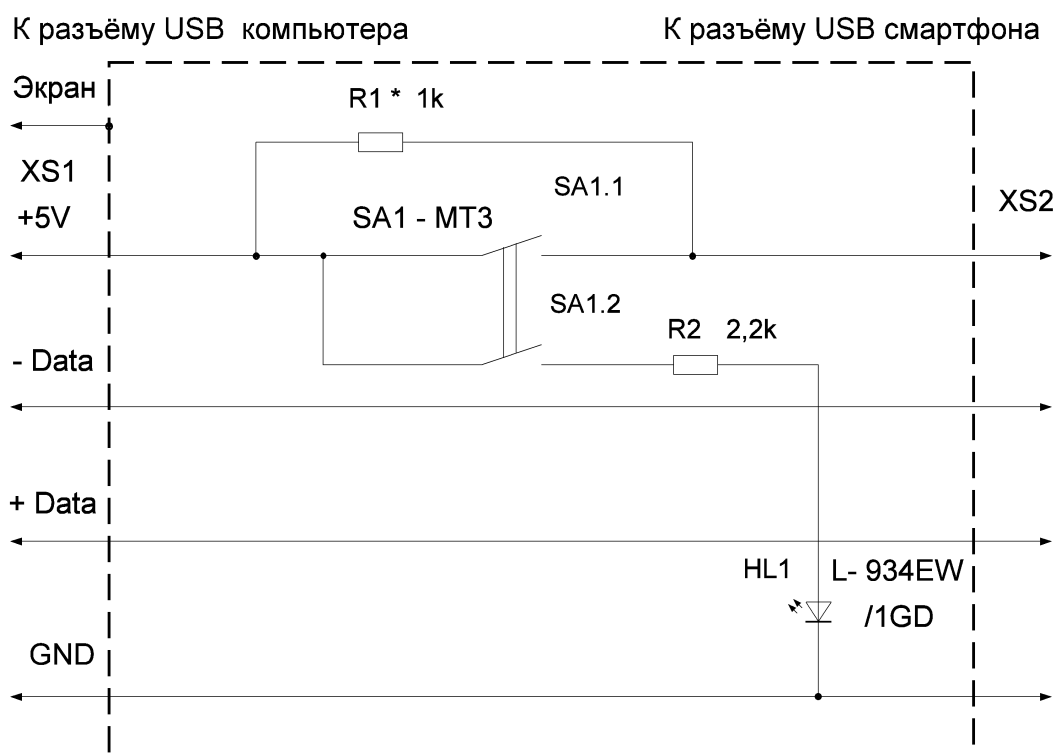 К разъёму USB компьютера
К разъёму USB смартфона
Экран
R1 * 1k
XS1
SA1.1
+5V
SA1 - МТ3
XS2
SA1.2
R2 2,2k
- Data
+ Data
HL1
L- 934EW
/1GD
GND